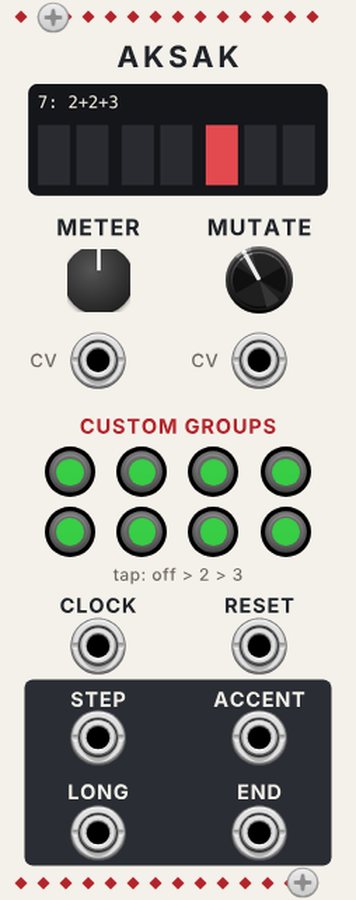 AKSAK
7: 2+2+3
METER MUTATE
CV CV
CUSTOM GROUPS
tap: off > 2 > 3
CLOCK RESET
STEP ACCENT
LONG END